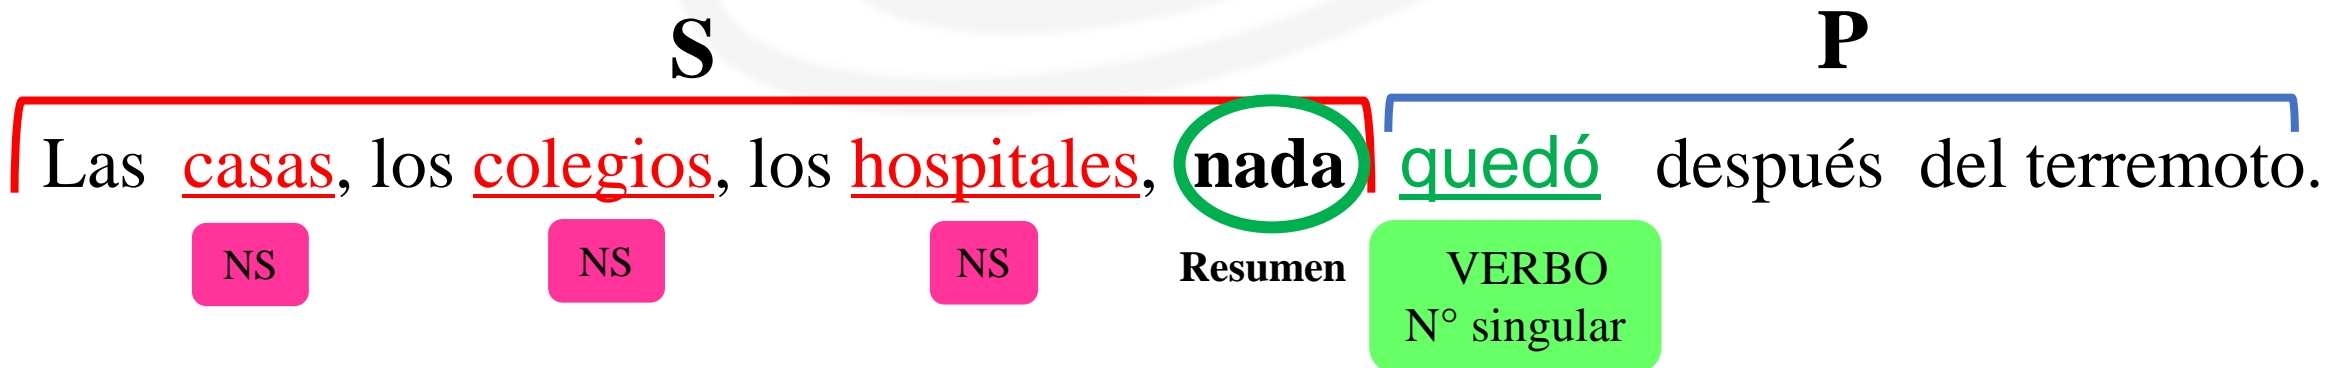 S P
Las casas, los colegios, los hospitales, nada quedó después del terremoto.
NS NS NS Resumen VERBO
N° singular